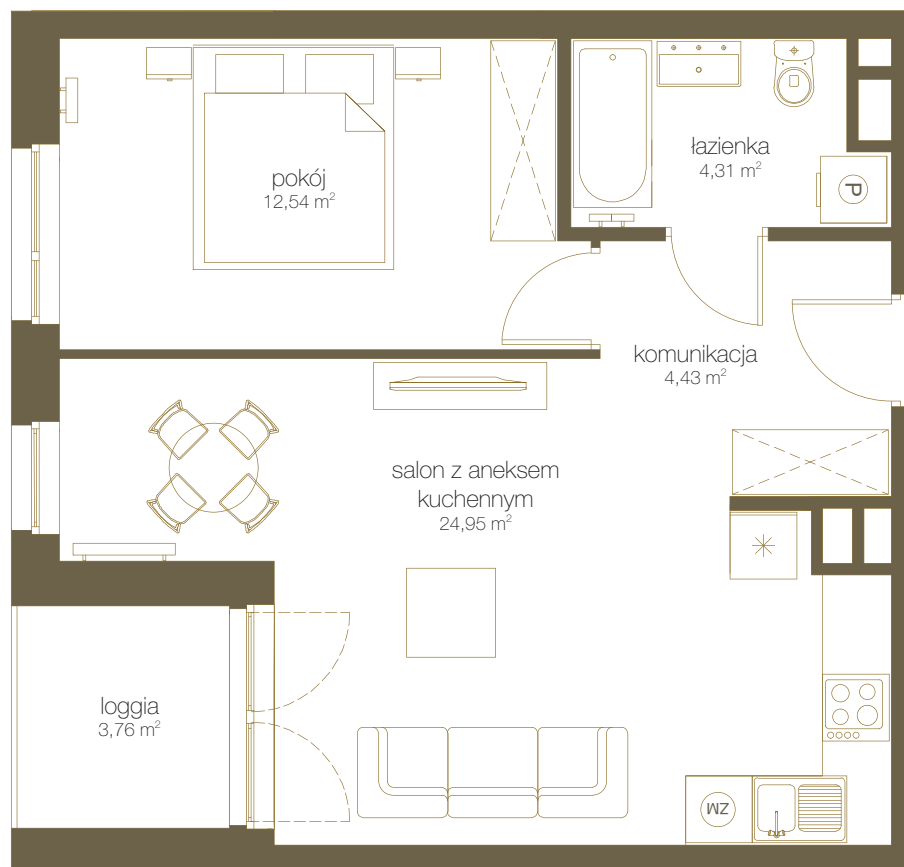 pokój
12,54 m²
łazienka
4,31 m²
P
komunikacja
4,43 m²
salon z aneksem
kuchennym
24,95 m²
loggia
3,76 m²
ZM